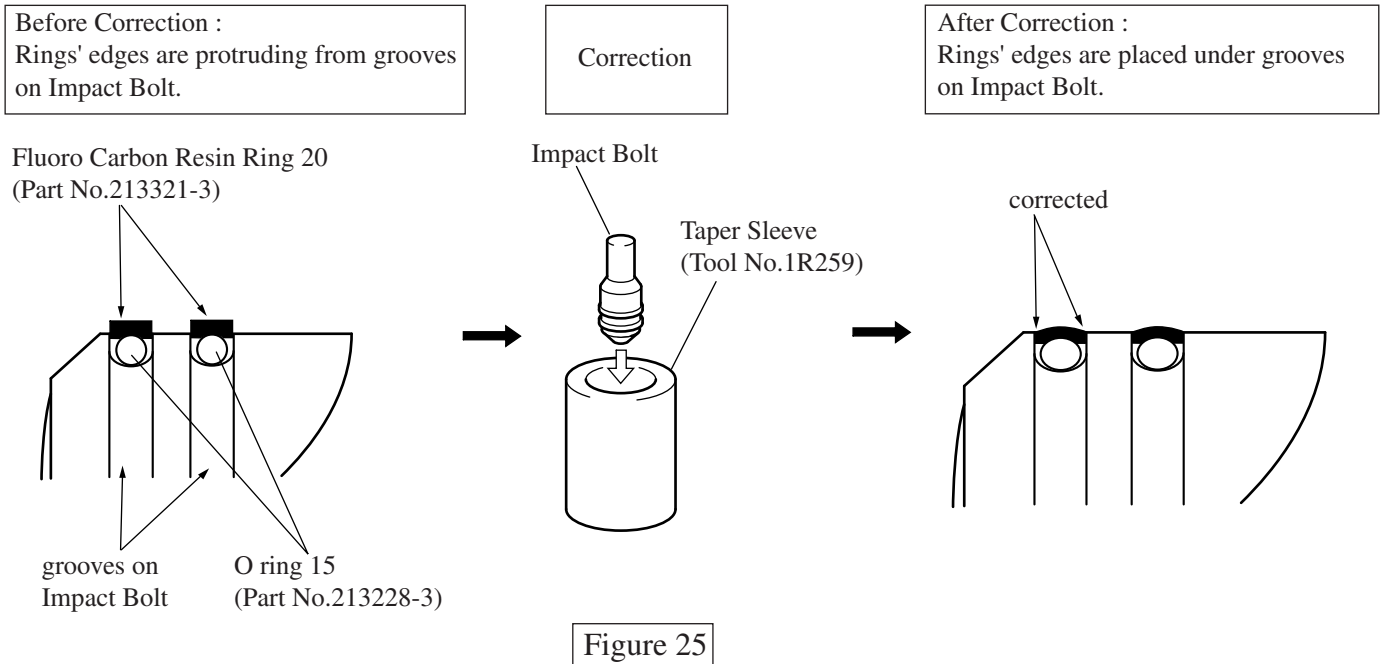 Before Correction :
Rings' edges are protruding from grooves
on Impact Bolt.
Correction
After Correction :
Rings' edges are placed under grooves
on Impact Bolt.
Fluoro Carbon Resin Ring 20
(Part No.213321-3)
Impact Bolt
Taper Sleeve
(Tool No.1R259)
corrected
grooves on
Impact Bolt
O ring 15
(Part No.213228-3)
Figure 25